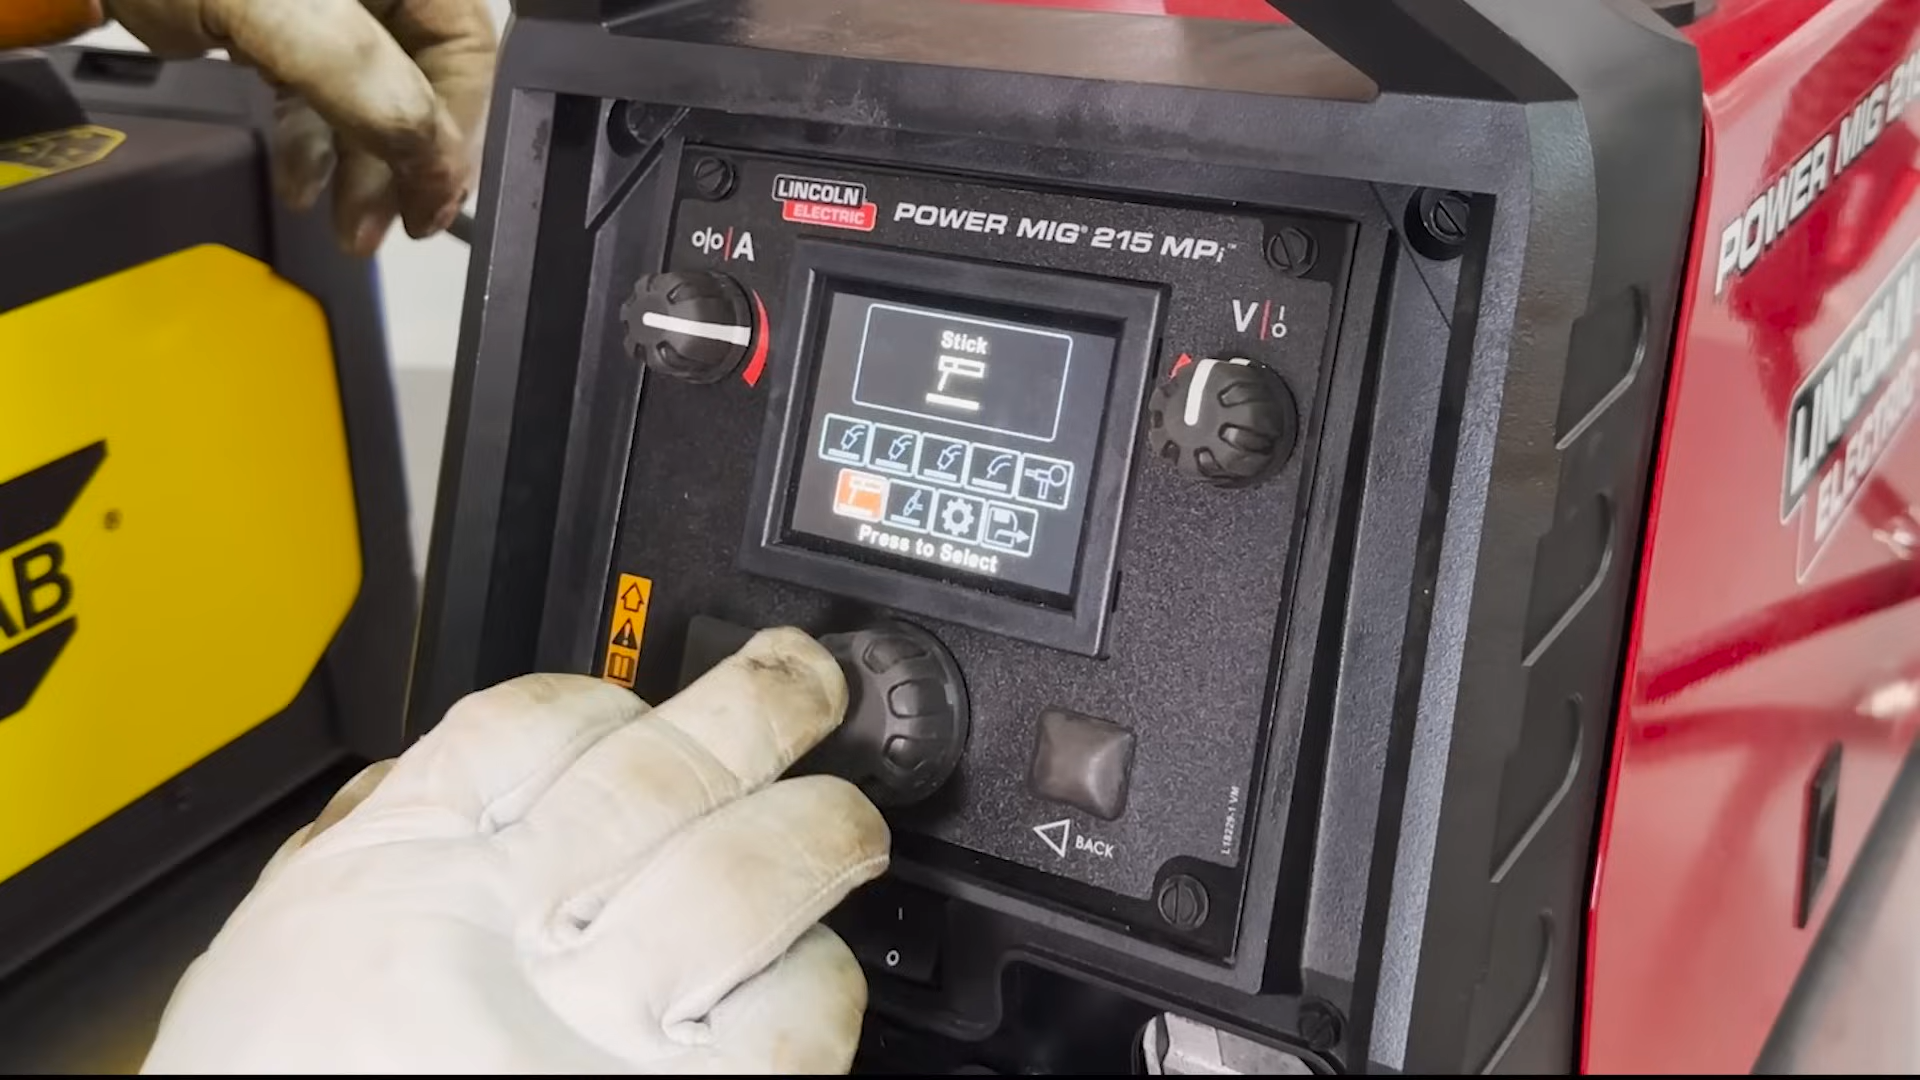 LINCOLN
ELECTRIC
POWER MIG® 215 MPi™
A
V
Stick
Press to Select
BACK
L18229-1 VM
I
O
AB
®
POWER MIG 215
LINCOLN
ELECTRIC